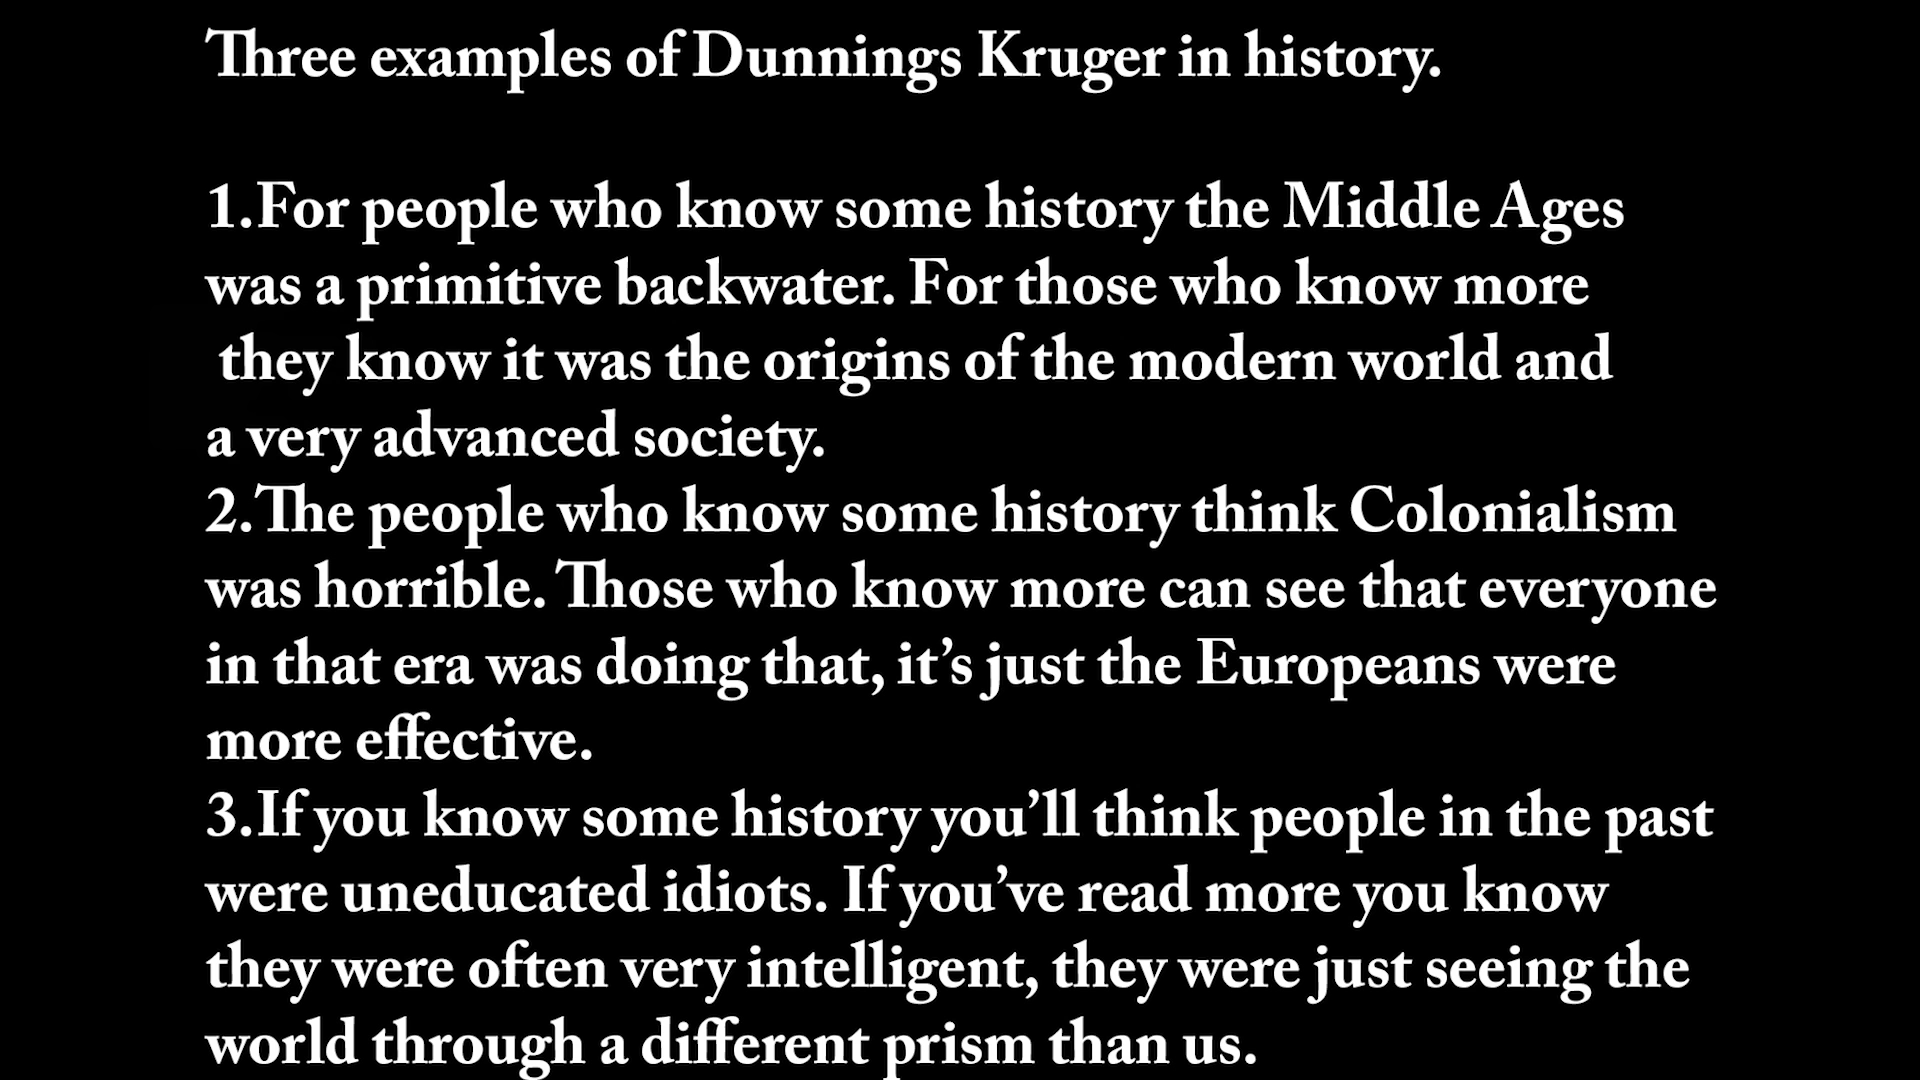 Three examples of Dunnings Kruger in history.
1.For people who know some history the Middle Ages
was a primitive backwater. For those who know more
they know it was the origins of the modern world and
a very advanced society.
2.The people who know some history think Colonialism
was horrible. Those who know more can see that everyone
in that era was doing that, it’s just the Europeans were
more effective.
3.If you know some history you’ll think people in the past
were uneducated idiots. If you’ve read more you know
they were often very intelligent, they were just seeing the
world through a different prism than us.